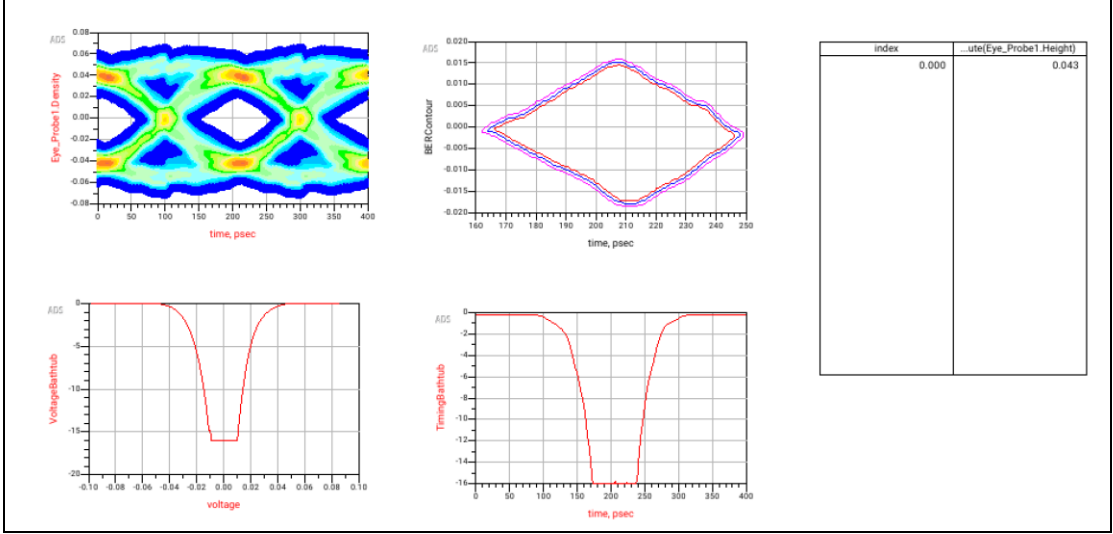 ADS
Eye_Probe1.Density
0.08
0.06
0.04
0.02
0.00
-0.02
-0.04
-0.06
-0.08
0 50 100 150 200 250 300 350 400
time, psec
ADS
BERContour
0.020
0.015
0.010
0.005
0.000
-0.005
-0.010
-0.015
-0.020
160 170 180 190 200 210 220 230 240 250
time, psec
index ...ute(Eye_Probe1.Height)
0.000 0.043
ADS
VoltageBathtub
0
-5
-10
-15
-20
-0.10 -0.08 -0.06 -0.04 -0.02 0.00 0.02 0.04 0.06 0.08 0.10
voltage
ADS
TimingBathtub
0
-2
-4
-6
-8
-10
-12
-14
-16
0 50 100 150 200 250 300 350 400
time, psec